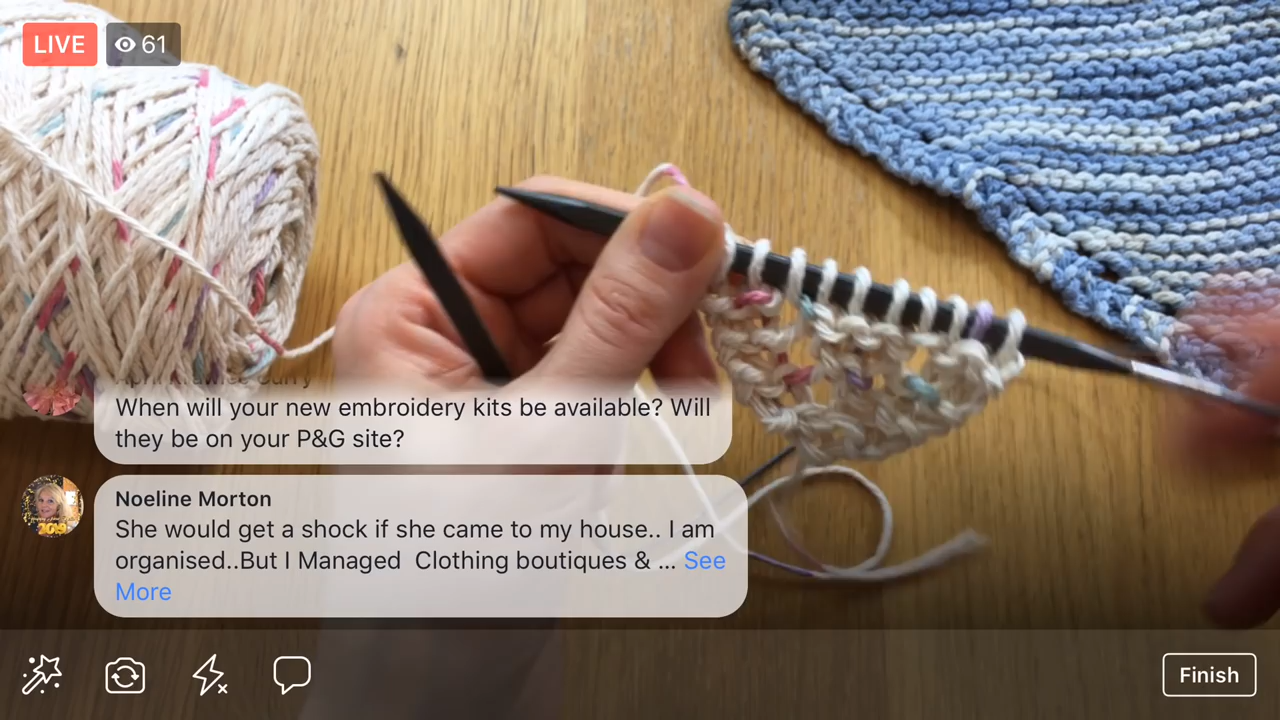 LIVE
61
When will your new embroidery kits be available? Will
they be on your P&G site?
Noeline Morton
She would get a shock if she came to my house.. I am
organised..But I Managed  Clothing boutiques & ... See
More
2019
Finish